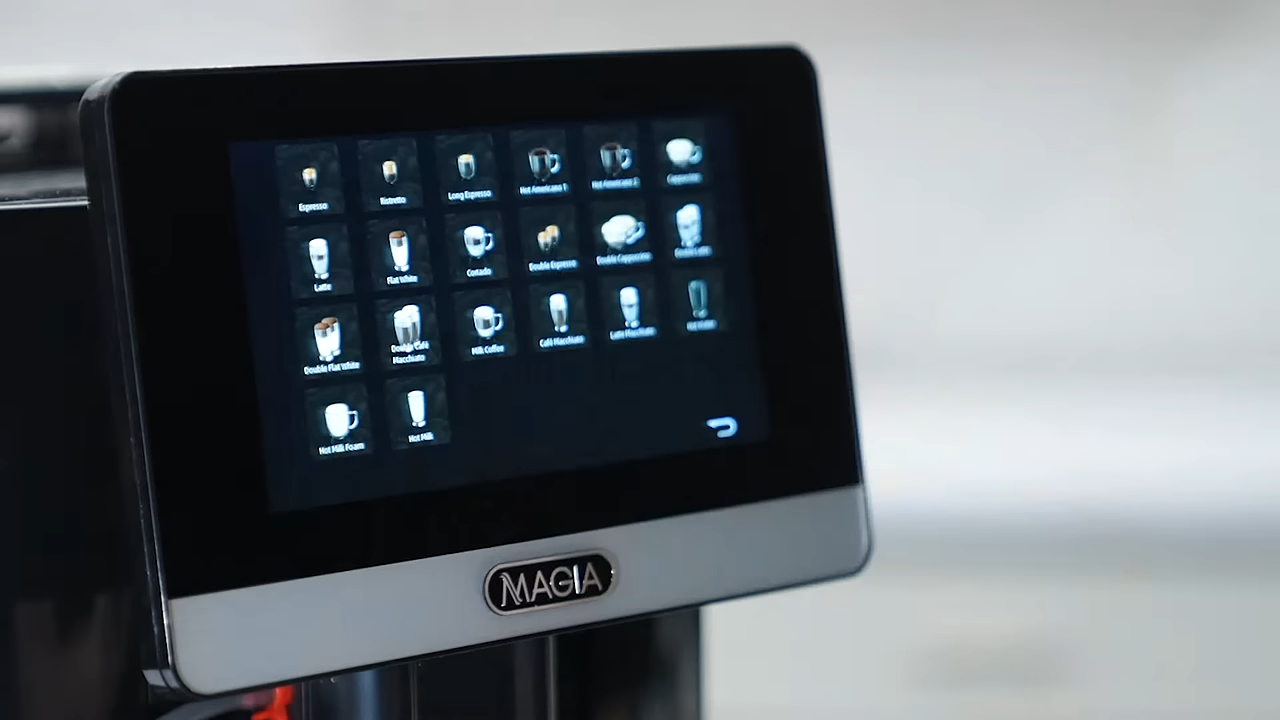 Espresso
Ristretto
Long Espresso
Hot Americano 1
Hot Americano 2
Cappuccino
Latte
Flat White
Cortado
Double Espresso
Double Cappuccino
Double Latte
Double Flat White
Double Café
Macchiato
Milk Coffee
Café Macchiato
Latte Macchiato
Hot Water
Hot Milk Foam
Hot Milk
MAGIA